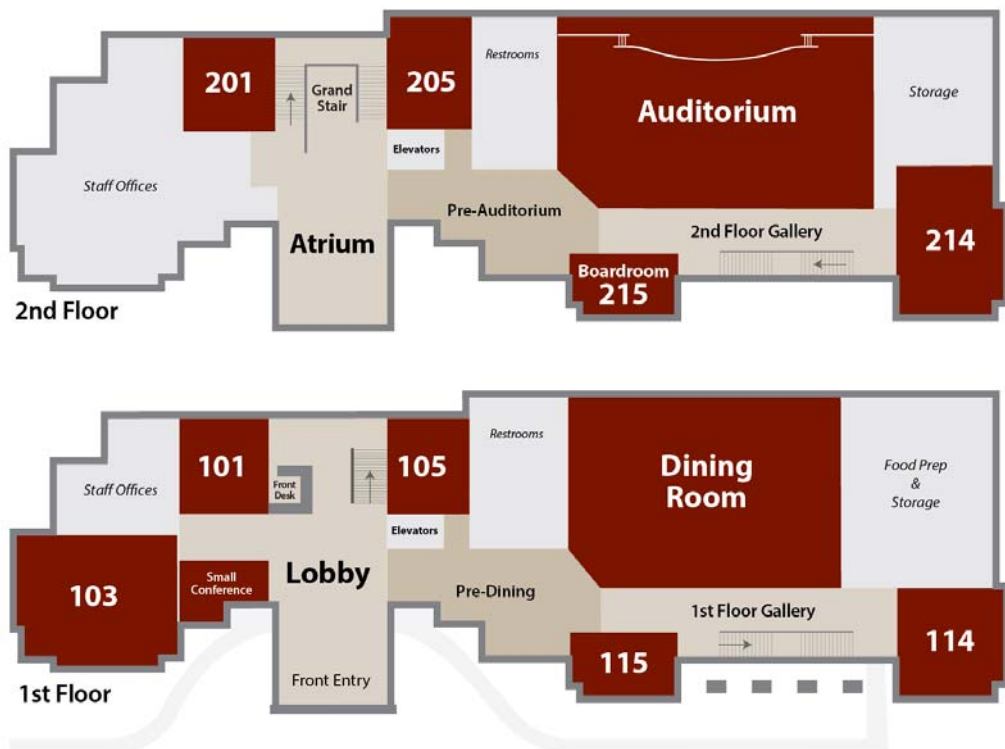 201
Grand
Stair
205
Restrooms
Auditorium
Storage
Elevators
Staff Offices
Pre-Auditorium
Atrium
2nd Floor Gallery
214
Boardroom
215
2nd Floor
101
105
Restrooms
Dining
Room
Food Prep
&
Storage
Staff Offices
Front
Desk
Elevators
Lobby
Small
Conference
103
Pre-Dining
1st Floor Gallery
114
115
Front Entry
1st Floor